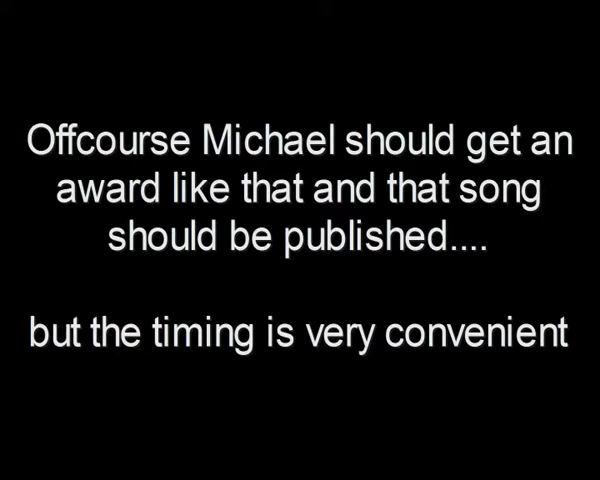 Offcourse Michael should get an
award like that and that song
should be published....
but the timing is very convenient